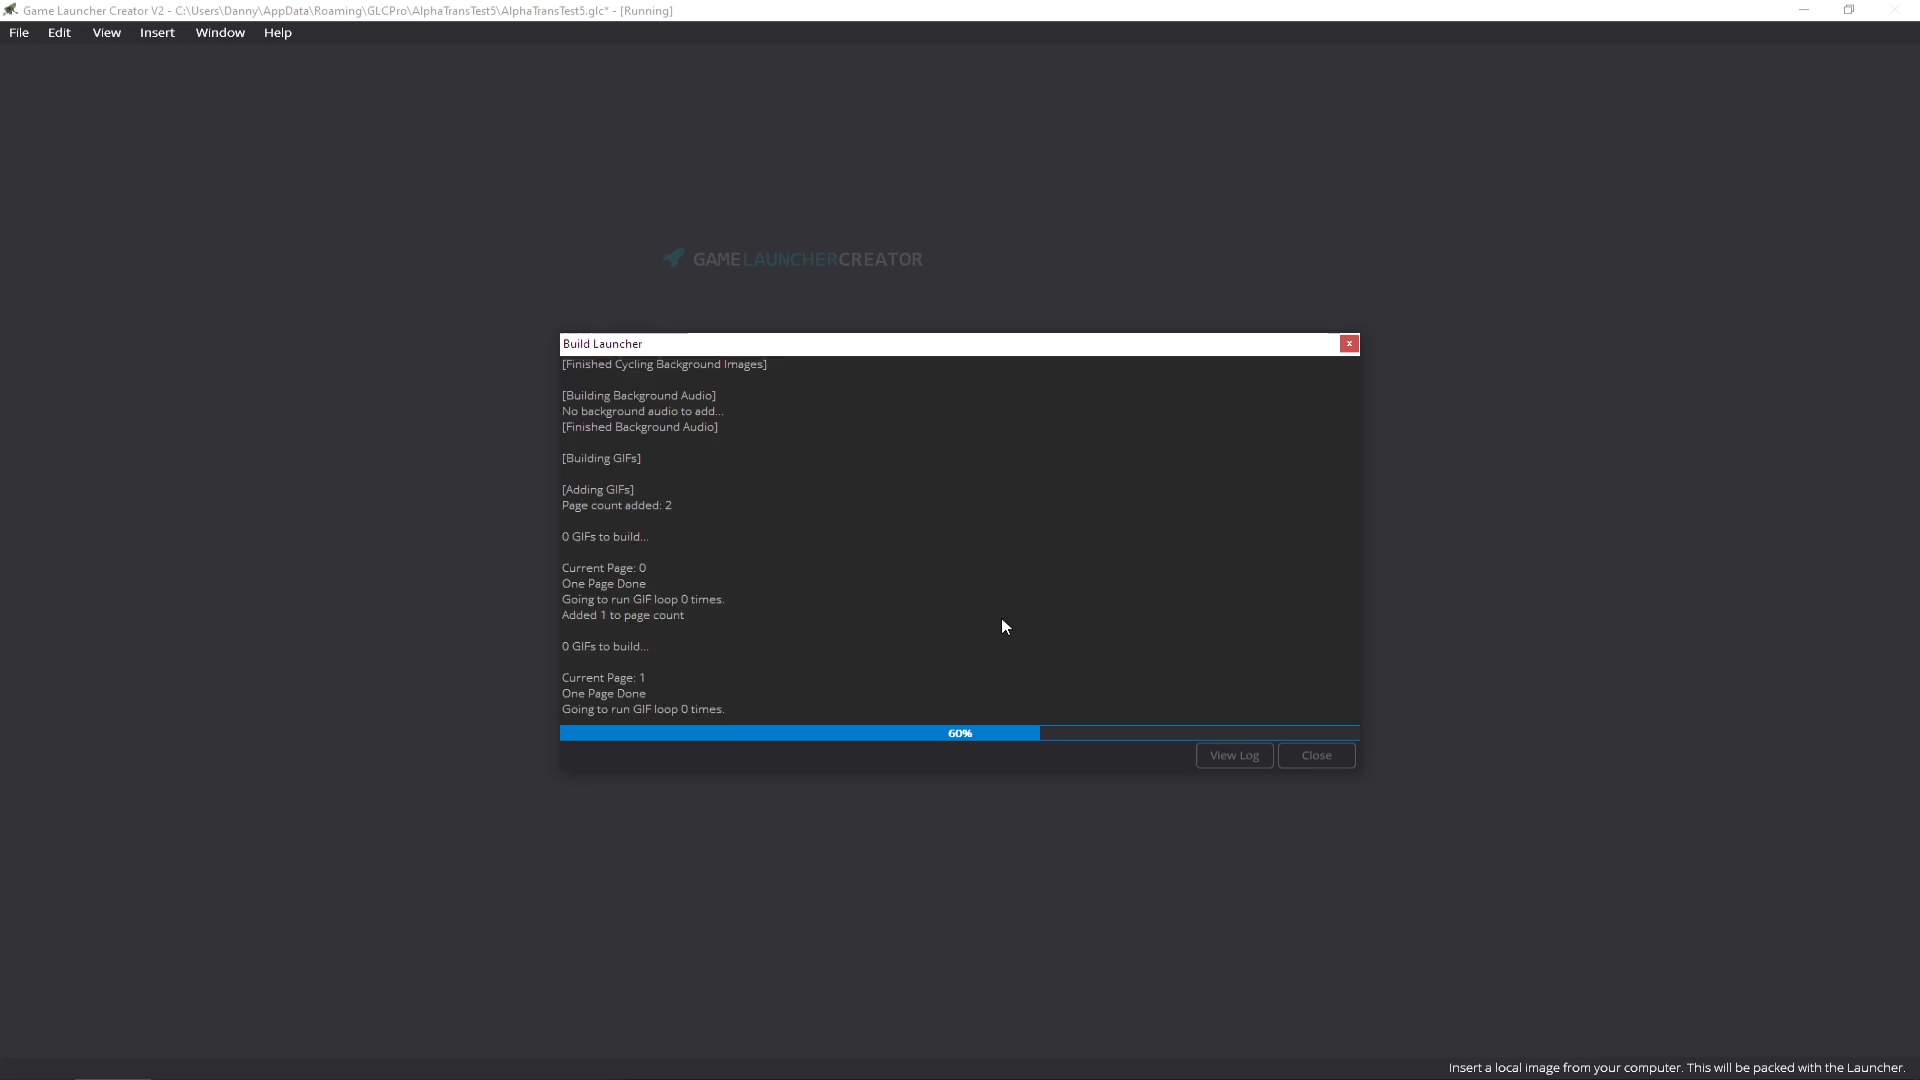 Game Launcher Creator V2 - C:\Users\Danny\AppData\Roaming\GLCPro\AlphaTransTest5\AlphaTransTest5.glc* - [Running]
File Edit View Insert Window Help
GAMELAUNCHERCREATOR
Build Launcher x
[Finished Cycling Background Images]
[Building Background Audio]
No background audio to add...
[Finished Background Audio]
[Building GIFs]
[Adding GIFs]
Page count added: 2
0 GIFs to build...
Current Page: 0
One Page Done
Going to run GIF loop 0 times.
Added 1 to page count
0 GIFs to build...
Current Page: 1
One Page Done
Going to run GIF loop 0 times.
60%
View Log Close
Insert a local image from your computer. This will be packed with the Launcher.